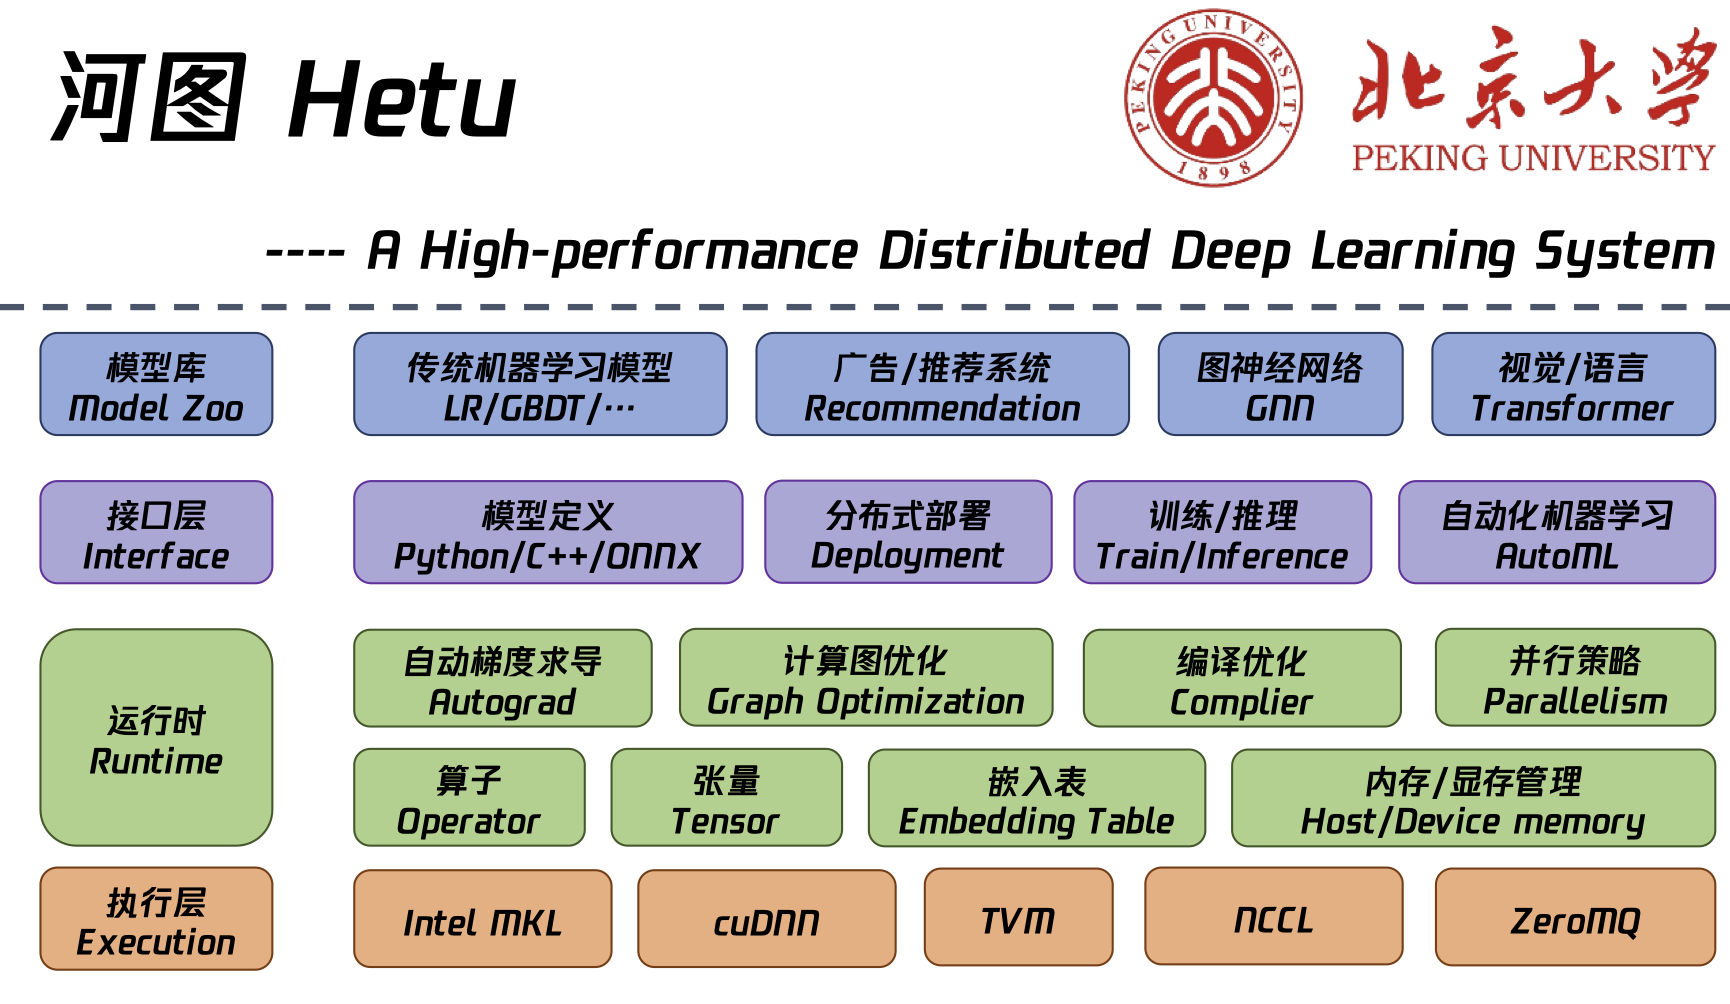 河图 Hetu
PEKING UNIVERSITY
1898
北京大学
PEKING UNIVERSITY
---- A High-performance Distributed Deep Learning System
模型库
Model Zoo
传统机器学习模型
LR/GBDT/…
广告/推荐系统
Recommendation
图神经网络
GNN
视觉/语言
Transformer
接口层
Interface
模型定义
Python/C++/ONNX
分布式部署
Deployment
训练/推理
Train/Inference
自动化机器学习
AutoML
运行时
Runtime
自动梯度求导
Autograd
计算图优化
Graph Optimization
编译优化
Complier
并行策略
Parallelism
算子
Operator
张量
Tensor
嵌入表
Embedding Table
内存/显存管理
Host/Device memory
执行层
Execution
Intel MKL
cuDNN
TVM
NCCL
ZeroMQ